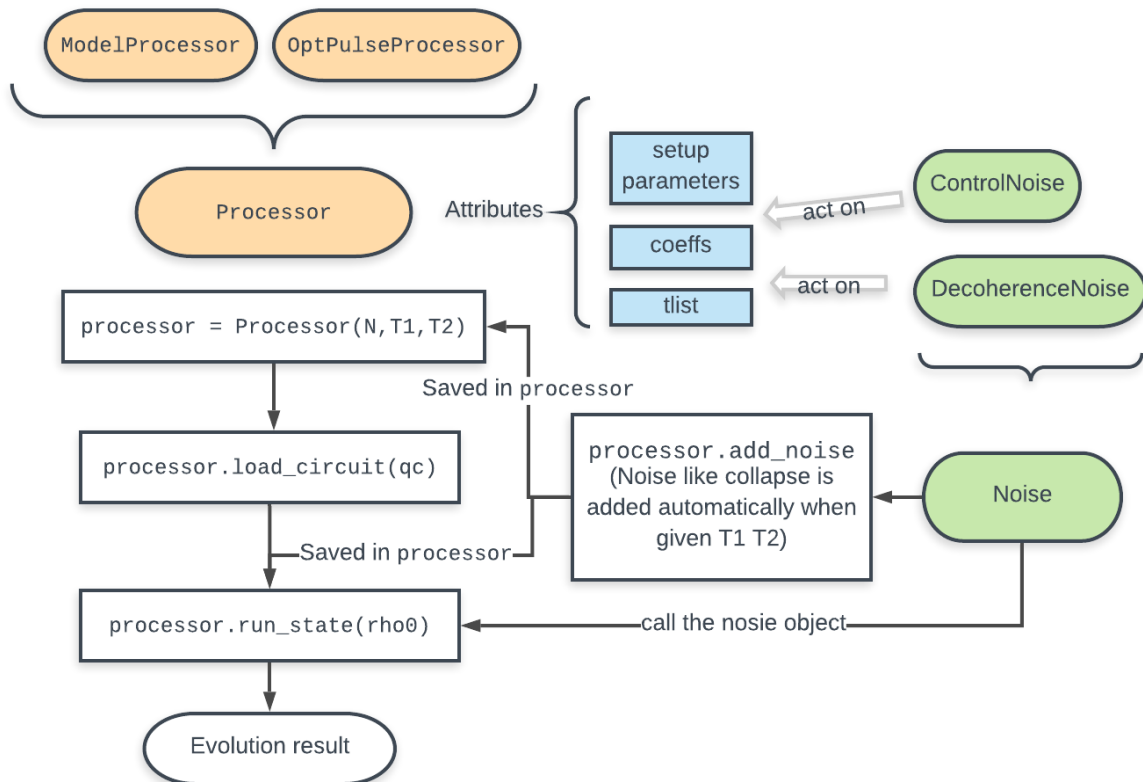 ModelProcessor
OptPulseProcessor
Processor
Attributes
setup
parameters
coeffs
tlist
act on
act on
ControlNoise
DecoherenceNoise
processor = Processor(N,T1,T2)
Saved in processor
processor.load_circuit(qc)
processor.add_noise
(Noise like collapse is
added automatically when
given T1 T2)
Noise
Saved in processor
processor.run_state(rho0)
call the nosie object
Evolution result